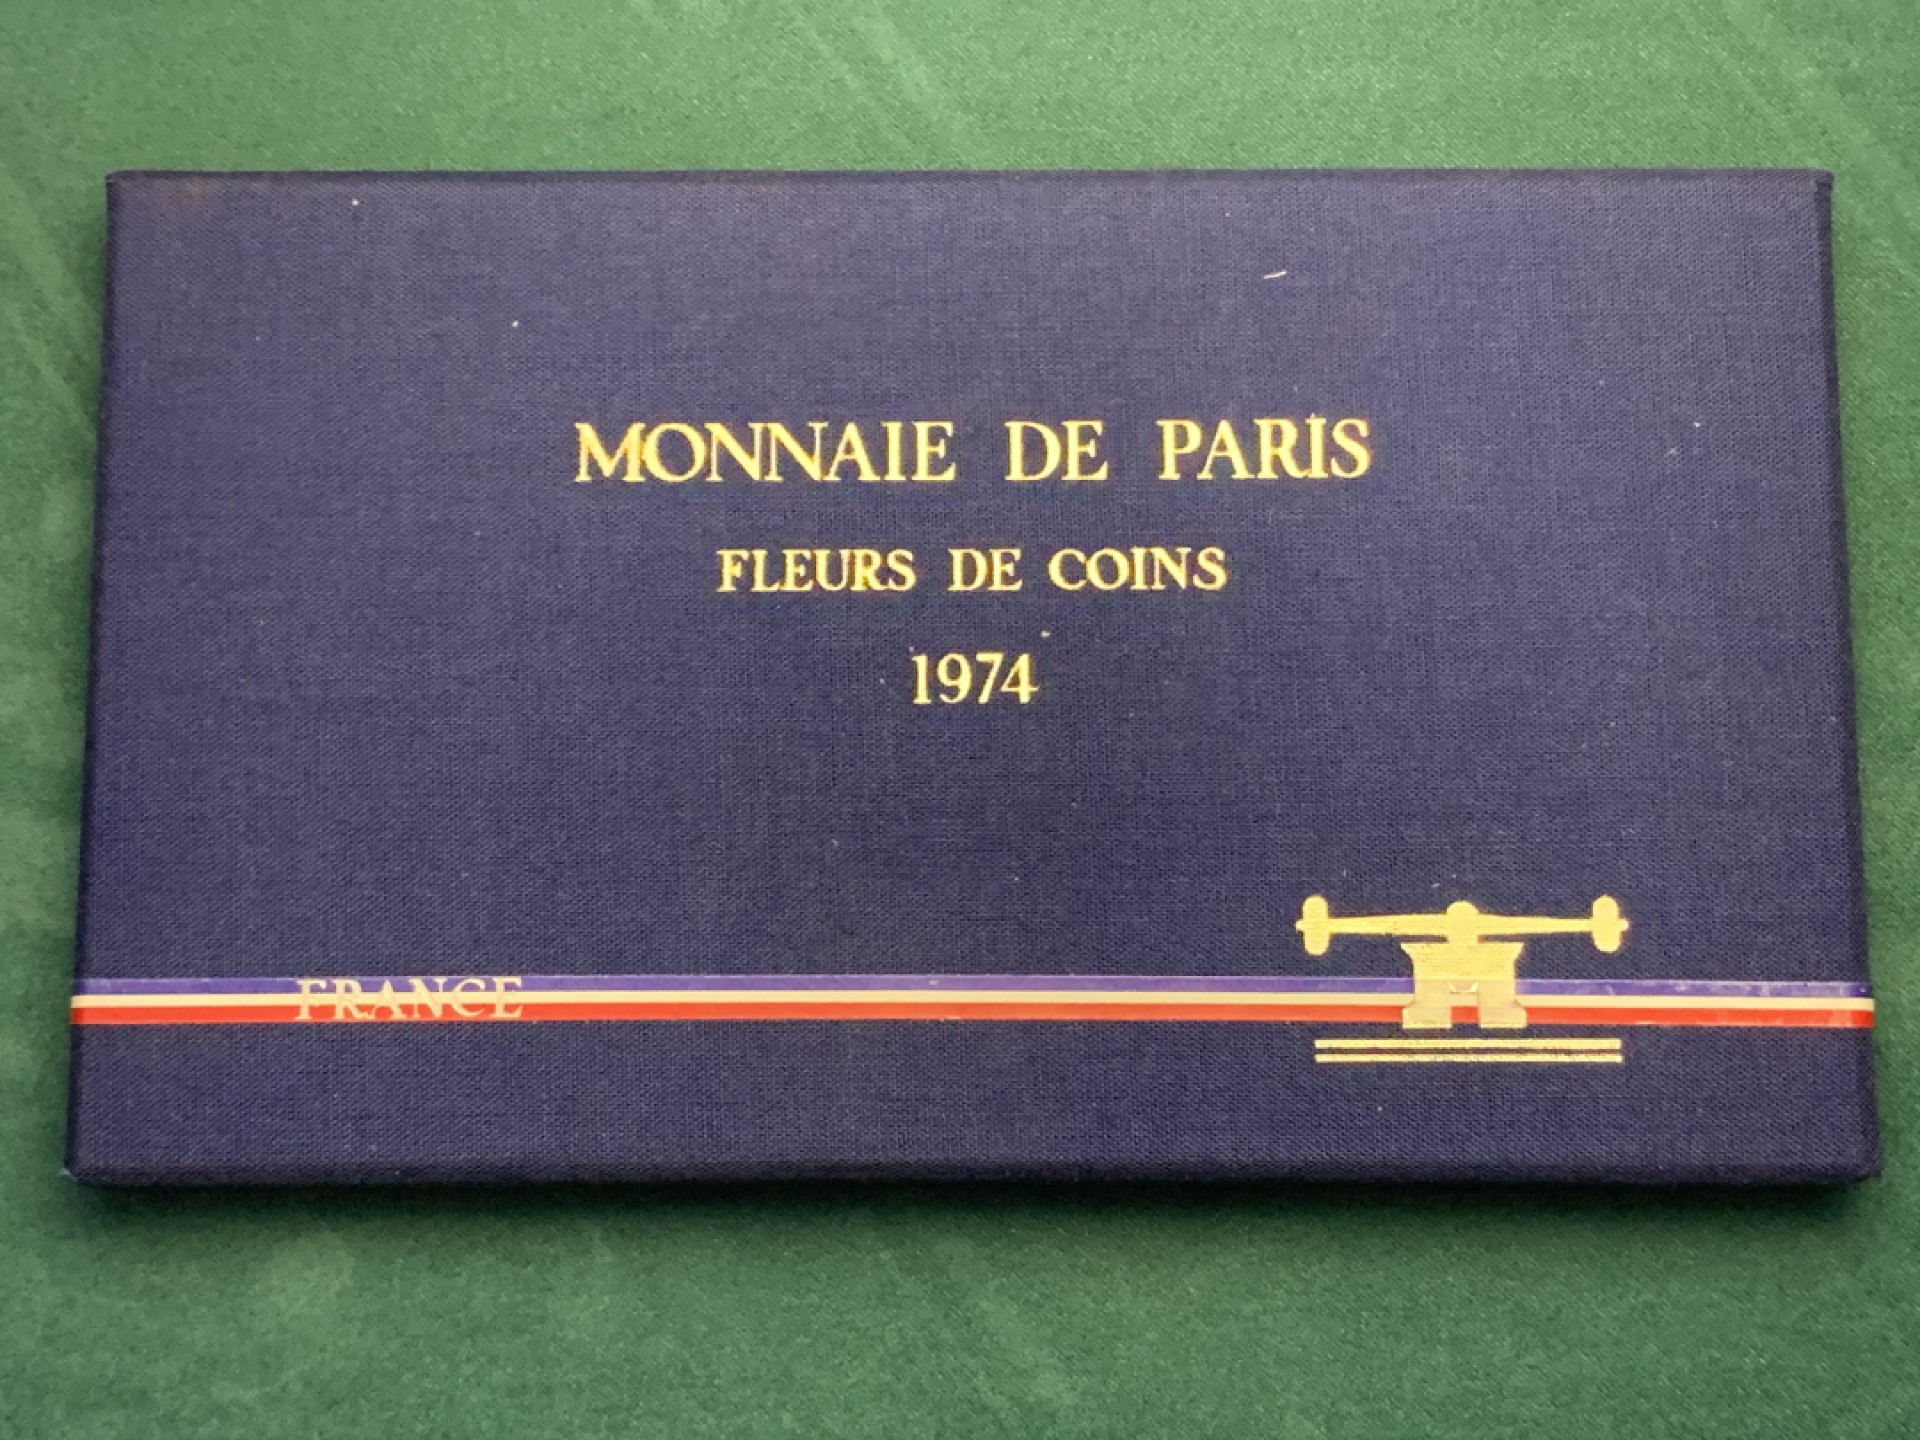 MONNAIE DE PARIS
FLEURS DE COINS
1974
FRANCE